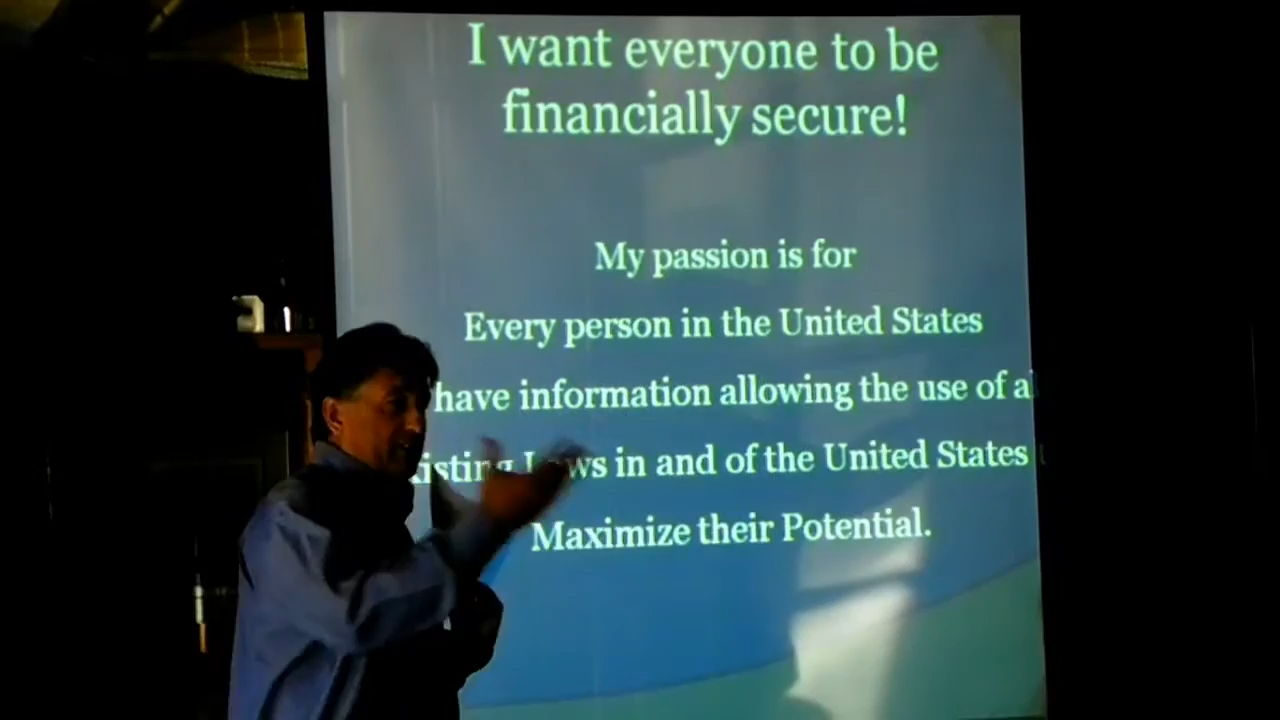 I want everyone to be
financially secure!
My passion is for
Every person in the United States
have information allowing the use of
in and of the United States
Maximize their Potential.